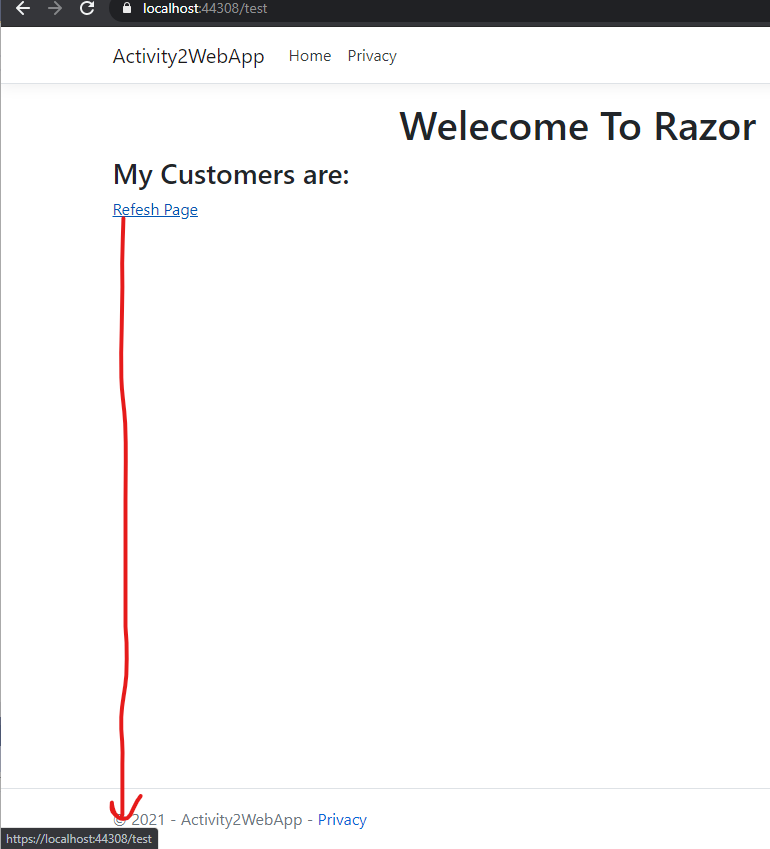 localhost:44308/test
Activity2WebApp Home Privacy
Welecome To Razor
My Customers are:
Refesh Page
© 2021 - Activity2WebApp - Privacy
https://localhost:44308/test